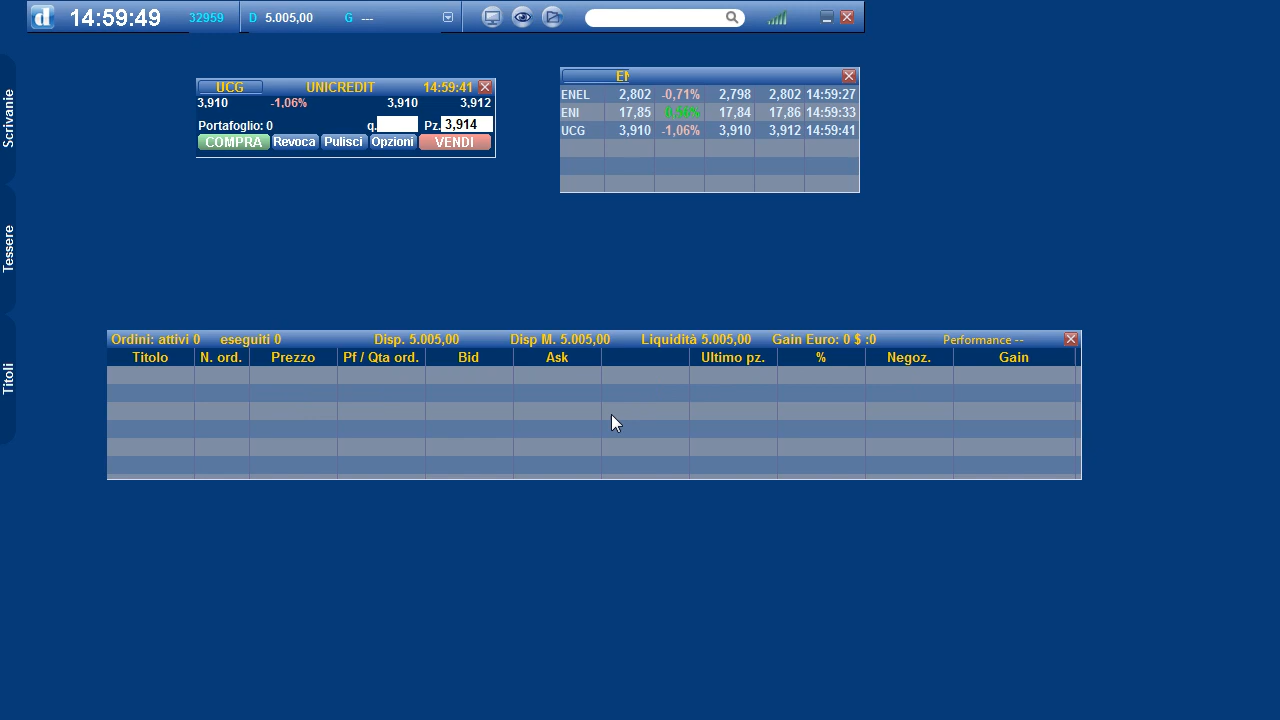 d 14:59:49 32959 D 5.005,00 G ---
Scrivanie
Tessere
Titoli
UCG UNICREDIT 14:59:41
3,910 -1,06% 3,910 3,912
Portafoglio: 0 q. Pz. 3,914
COMPRA Revoca Pulisci Opzioni VENDI
EN
ENEL 2,802 -0,71% 2,798 2,802 14:59:27
ENI 17,85 17,84 17,86 14:59:33
UCG 3,910 -1,06% 3,910 3,912 14:59:41
Ordini: attivi 0 eseguiti 0 Disp. 5.005,00 Disp M. 5.005,00 Liquidità 5.005,00 Gain Euro: 0 $ :0 Performance --
Titolo N. ord. Prezzo Pf / Qta ord. Bid Ask Ultimo pz. % Negoz. Gain